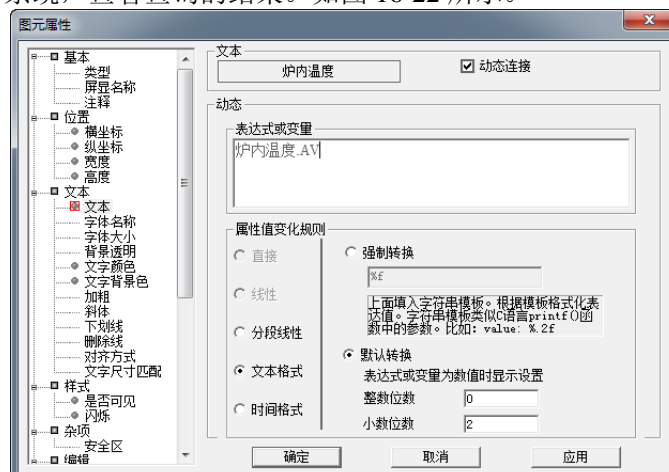 系统，查看查询的结果。如图 18-22 所示。
图元属性
基本
类型
屏显名称
注释
位置
横坐标
纵坐标
宽度
高度
文本
文本
字体名称
字体大小
背景透明
文字颜色
文字背景色
加粗
斜体
下划线
删除线
对齐方式
文字尺寸匹配
样式
是否可见
闪烁
杂项
安全区
编辑
文本
炉内温度
动态连接
动态
表达式或变量
炉内温度.AV
属性值变化规则
直接
线性
分段线性
文本格式
时间格式
强制转换
%f
上面填入字符串模板。根据模板格式化表
达值。字符串模板类似C语言printf()函
数中的参数。比如: value: %.2f
默认转换
表达式或变量为数值时显示设置
整数位数
0
小数位数
2
确定
取消
应用